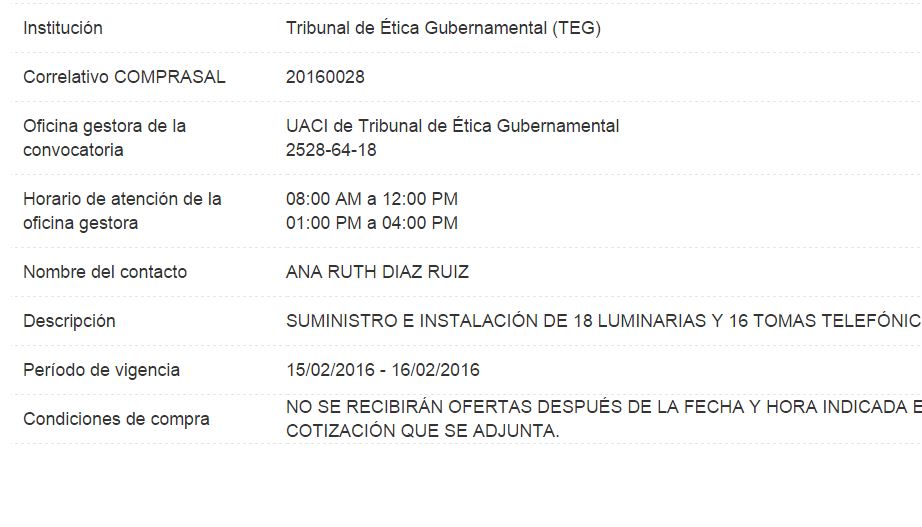 Institución
Tribunal de Ética Gubernamental (TEG)
Correlativo COMPRASAL
20160028
Oficina gestora de la
convocatoria
UACI de Tribunal de Ética Gubernamental
2528-64-18
Horario de atención de la
oficina gestora
08:00 AM a 12:00 PM
01:00 PM a 04:00 PM
Nombre del contacto
ANA RUTH DIAZ RUIZ
Descripción
SUMINISTRO E INSTALACIÓN DE 18 LUMINARIAS Y 16 TOMAS TELEFÓNIC
Período de vigencia
15/02/2016 - 16/02/2016
Condiciones de compra
NO SE RECIBIRÁN OFERTAS DESPUÉS DE LA FECHA Y HORA INDICADA E
COTIZACIÓN QUE SE ADJUNTA.